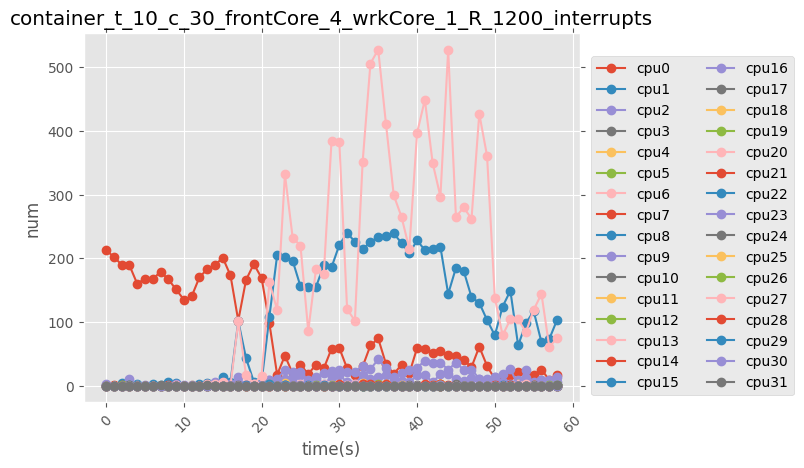 container_t_10_c_30_frontCore_4_wrkCore_1_R_1200_interrupts
500
400
300
200
100
0
num
0
10
20
30
40
50
60
time(s)
cpu0
cpu1
cpu2
cpu3
cpu4
cpu5
cpu6
cpu7
cpu8
cpu9
cpu10
cpu11
cpu12
cpu13
cpu14
cpu15
cpu16
cpu17
cpu18
cpu19
cpu20
cpu21
cpu22
cpu23
cpu24
cpu25
cpu26
cpu27
cpu28
cpu29
cpu30
cpu31